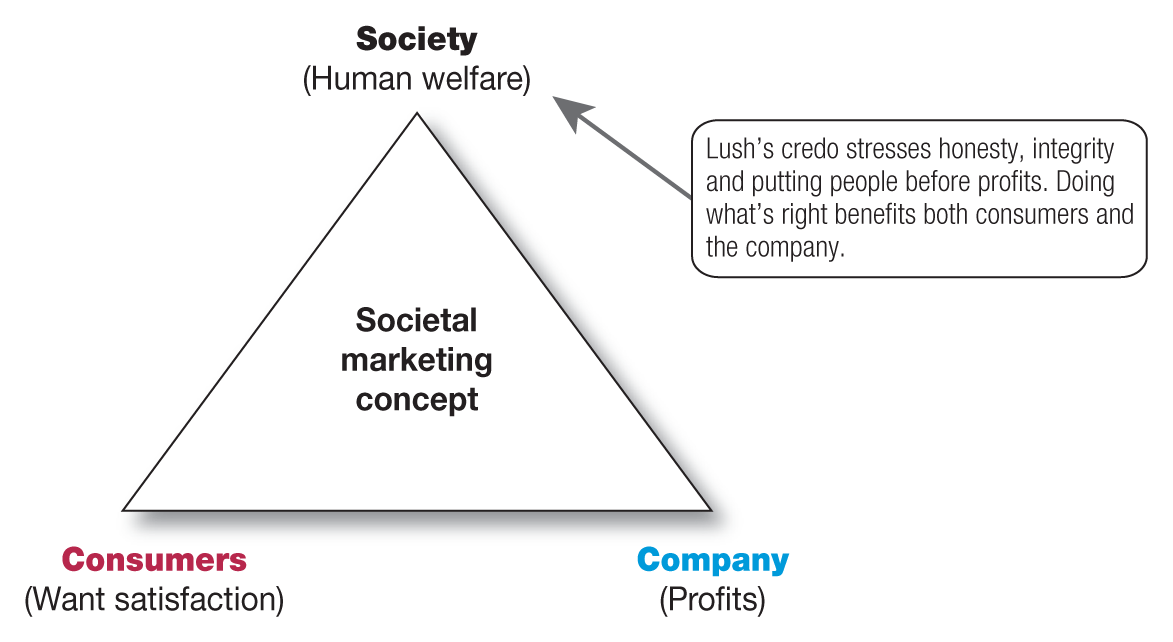 Society
(Human welfare)
Lush’s credo stresses honesty, integrity
and putting people before profits. Doing
what’s right benefits both consumers and
the company.
Societal
marketing
concept
Consumers
(Want satisfaction)
Company
(Profits)